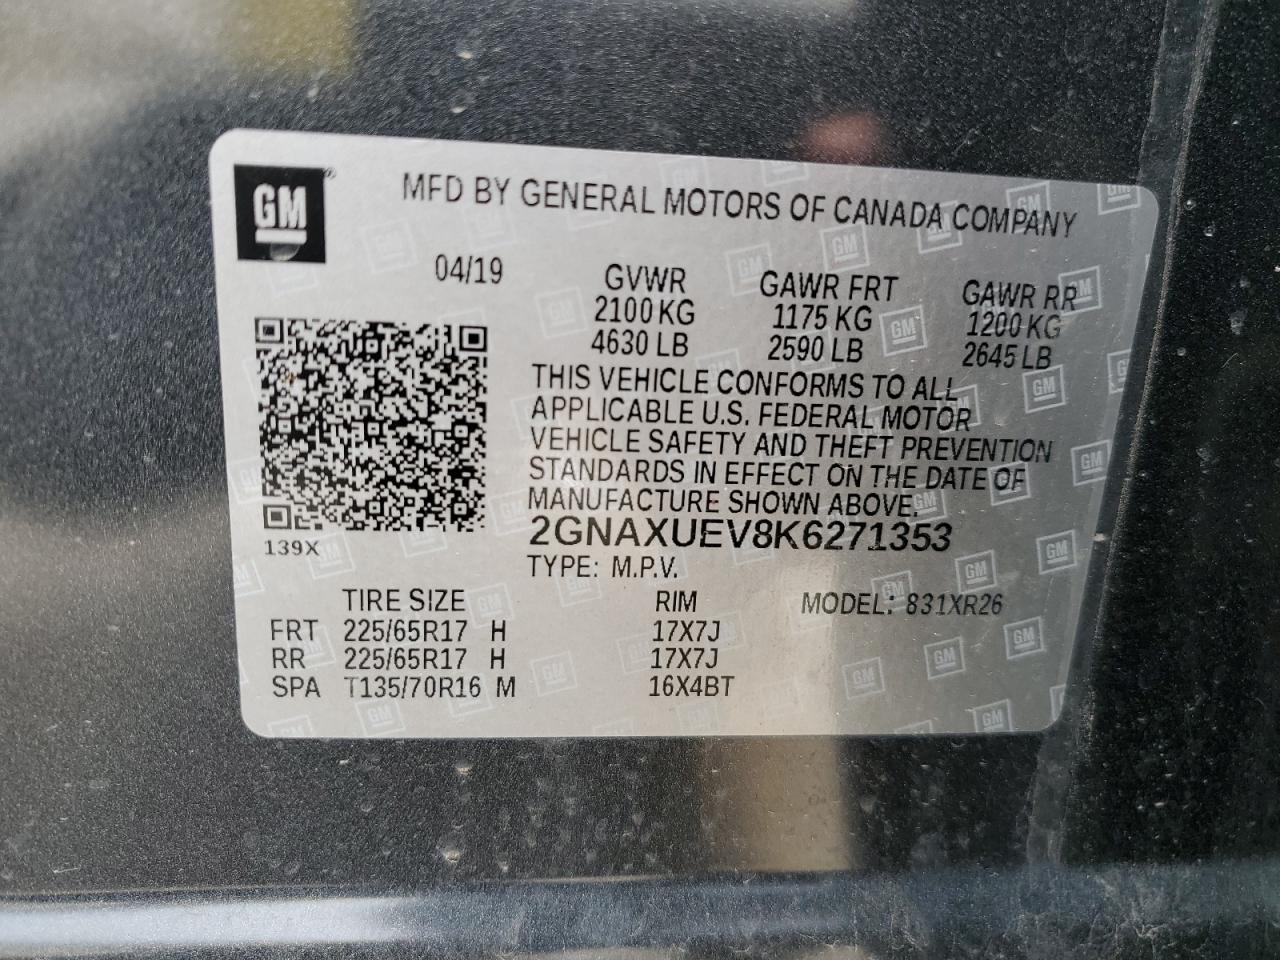 GM
MFD BY GENERAL MOTORS OF CANADA COMPANY
04/19
GVWR GAWR FRT GAWR RR
2100 KG 1175 KG 1200 KG
4630 LB 2590 LB 2645 LB
THIS VEHICLE CONFORMS TO ALL
APPLICABLE U.S. FEDERAL MOTOR
VEHICLE SAFETY AND THEFT PREVENTION
STANDARDS IN EFFECT ON THE DATE OF
MANUFACTURE SHOWN ABOVE.
139X
2GNAXUEV8K6271353
TYPE: M.P.V.
TIRE SIZE RIM MODEL: 831XR26
FRT 225/65R17 H 17X7J
RR 225/65R17 H 17X7J
SPA T135/70R16 M 16X4BT